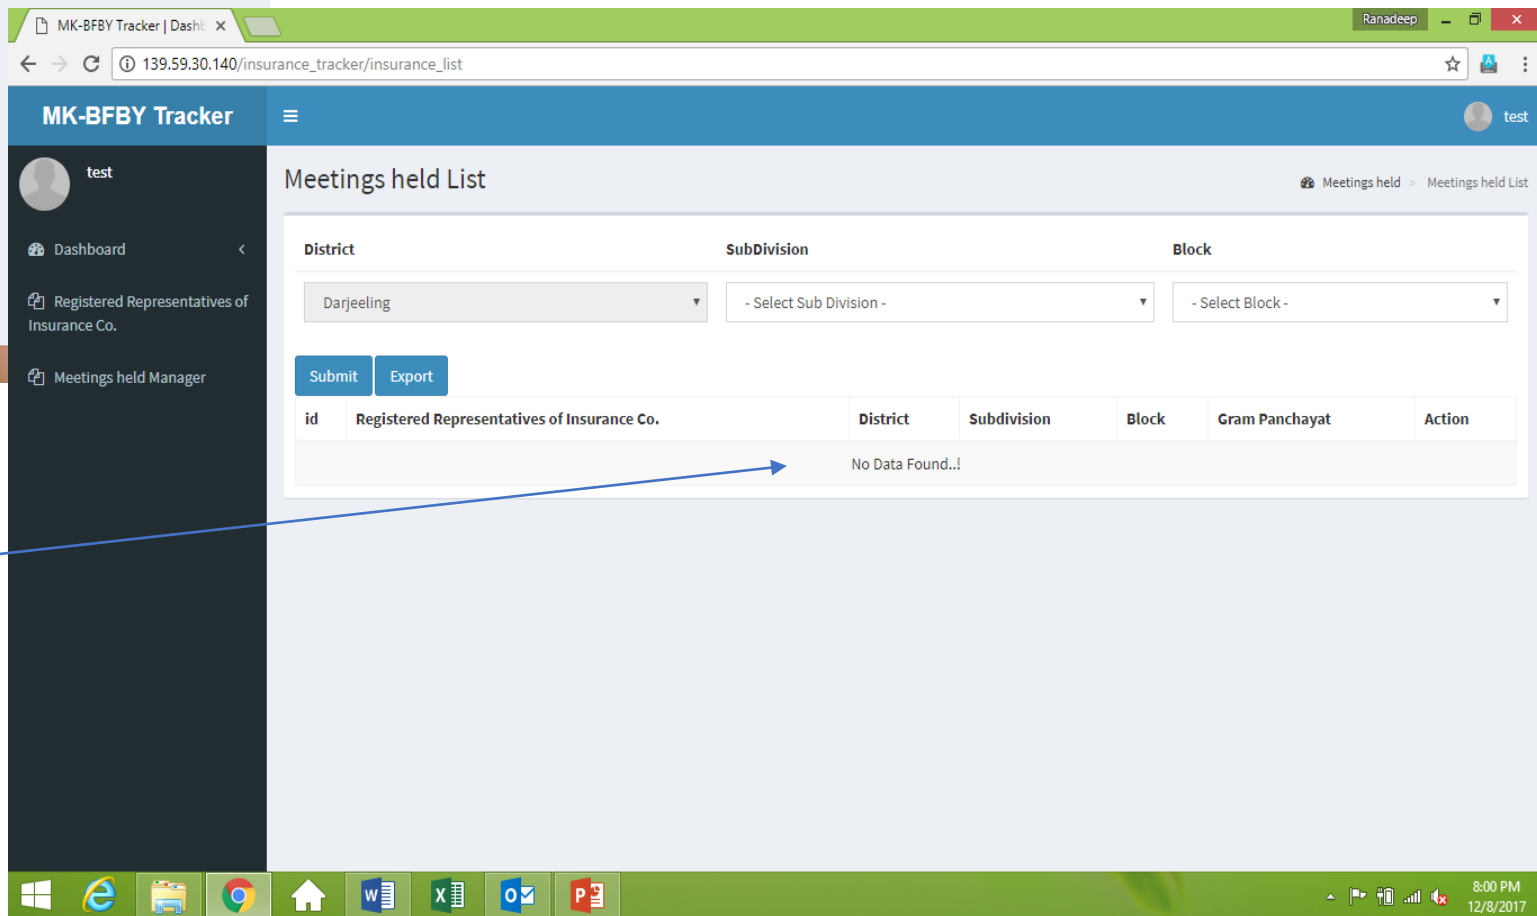 MK-BFBY Tracker | Dash
Ranadeep
139.59.30.140/insurance_tracker/insurance_list
MK-BFBY Tracker
test
test
Meetings held List
Meetings held > Meetings held List
Dashboard
Registered Representatives of
Insurance Co.
Meetings held Manager
District SubDivision Block
Darjeeling - Select Sub Division - - Select Block -
Submit Export
id Registered Representatives of Insurance Co. District Subdivision Block Gram Panchayat Action
No Data Found..!
8:00 PM
12/8/2017